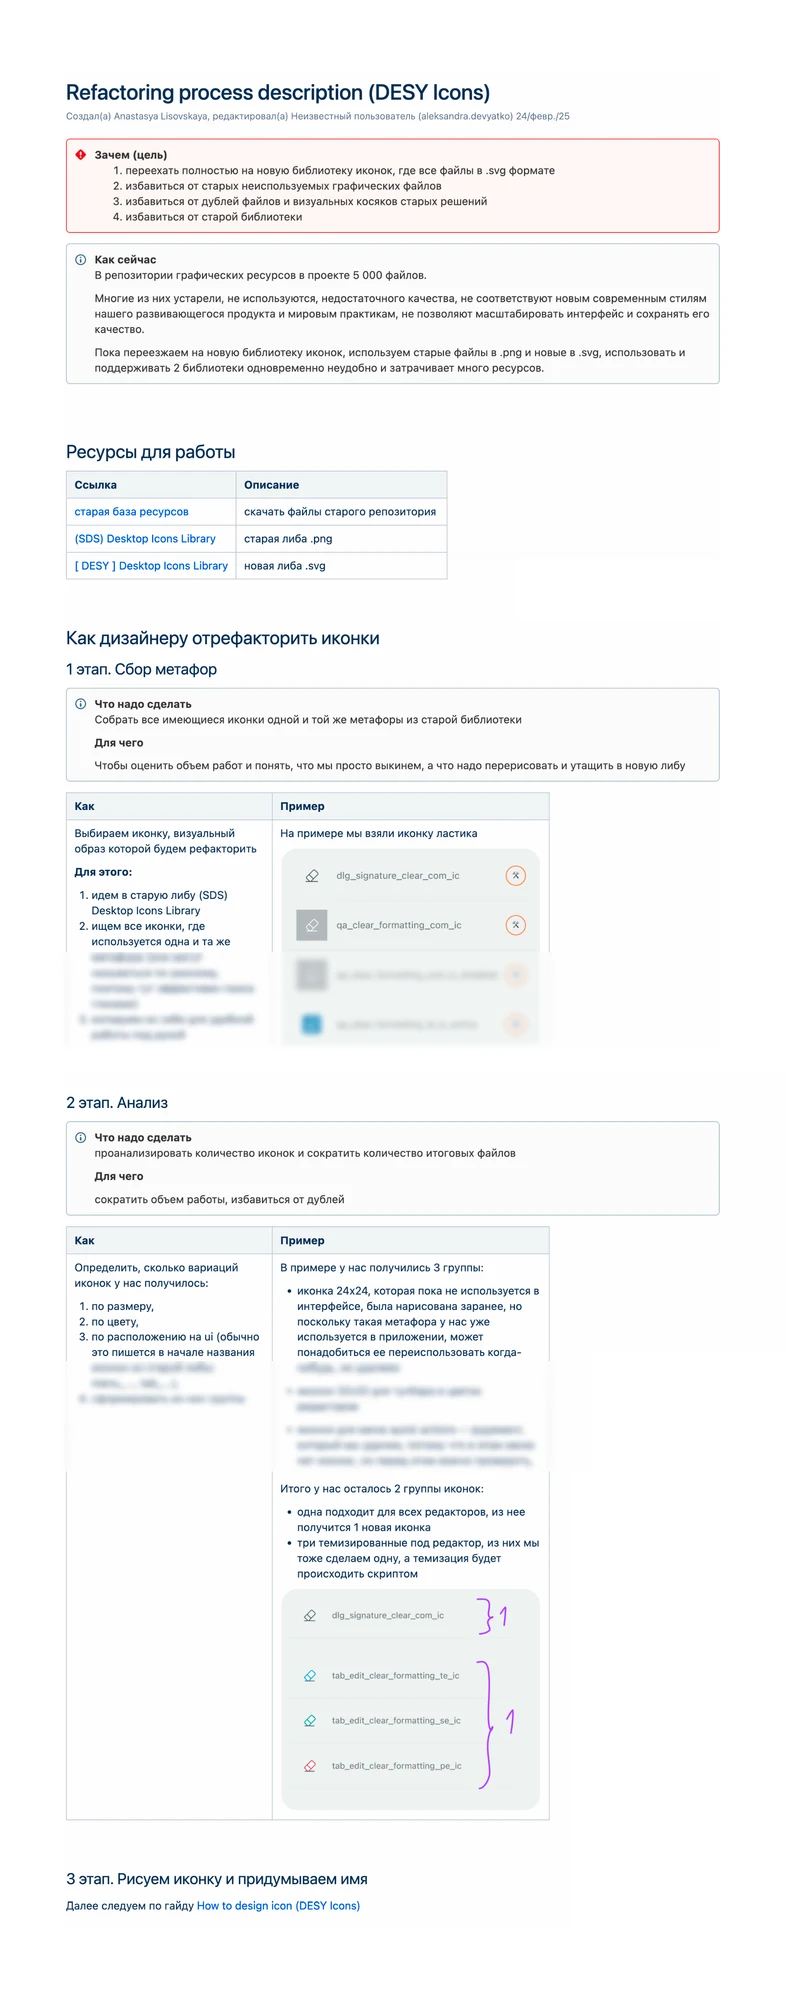 Refactoring process description (DESY Icons)
Создал(а) Anastasya Lisovskaya, редактировал(а) Неизвестный пользователь (aleksandra.devyatko) 24/февр./25
Зачем (цель)
1. переехать полностью на новую библиотеку иконок, где все файлы в .svg формате
2. избавиться от старых неиспользуемых графических файлов
3. избавиться от дублей файлов и визуальных косяков старых решений
4. избавиться от старой библиотеки
Как сейчас
В репозитории графических ресурсов в проекте 5 000 файлов.
Многие из них устарели, не используются, недостаточного качества, не соответствуют новым современным стилям
нашего развивающегося продукта и мировым практикам, не позволяют масштабировать интерфейс и сохранять его
качество.
Пока переезжаем на новую библиотеку иконок, используем старые файлы в .png и новые в .svg, использовать и
поддерживать 2 библиотеки одновременно неудобно и затрачивает много ресурсов.
Ресурсы для работы
Ссылка Описание
старая база ресурсов скачать файлы старого репозитория
(SDS) Desktop Icons Library старая либа .png
[ DESY ] Desktop Icons Library новая либа .svg
Как дизайнеру отрефакторить иконки
1 этап. Сбор метафор
Что надо сделать
Собрать все имеющиеся иконки одной и той же метафоры из старой библиотеки
Для чего
Чтобы оценить объем работ и понять, что мы просто выкинем, а что надо перерисовать и утащить в новую либу
Как
Выбираем иконку, визуальный
образ которой будем рефакторить
Для этого:
1. идем в старую либу (SDS)
Desktop Icons Library
2. ищем все иконки, где
используется одна и та же
Пример
На примере мы взяли иконку ластика
dlg_signature_clear_com_ic
qa_clear_formatting_com_ic
2 этап. Анализ
Что надо сделать
проанализировать количество иконок и сократить количество итоговых файлов
Для чего
сократить объем работы, избавиться от дублей
Как
Определить, сколько вариаций
иконок у нас получилось:
1. по размеру,
2. по цвету,
3. по расположению на ui (обычно
это пишется в начале названия
Пример
В примере у нас получились 3 группы:
• иконка 24x24, которая пока не используется в
интерфейсе, была нарисована заранее, но
поскольку такая метафора у нас уже
используется в приложении, может
понадобиться ее переиспользовать когда-
Итого у нас осталось 2 группы иконок:
• одна подходит для всех редакторов, из нее
получится 1 новая иконка
• три темизированные под редактор, из них мы
тоже сделаем одну, а темизация будет
происходить скриптом
dlg_signature_clear_com_ic
1
tab_edit_clear_formatting_te_ic
tab_edit_clear_formatting_se_ic
1
tab_edit_clear_formatting_pe_ic
3 этап. Рисуем иконку и придумываем имя
Далее следуем по гайду How to design icon (DESY Icons)